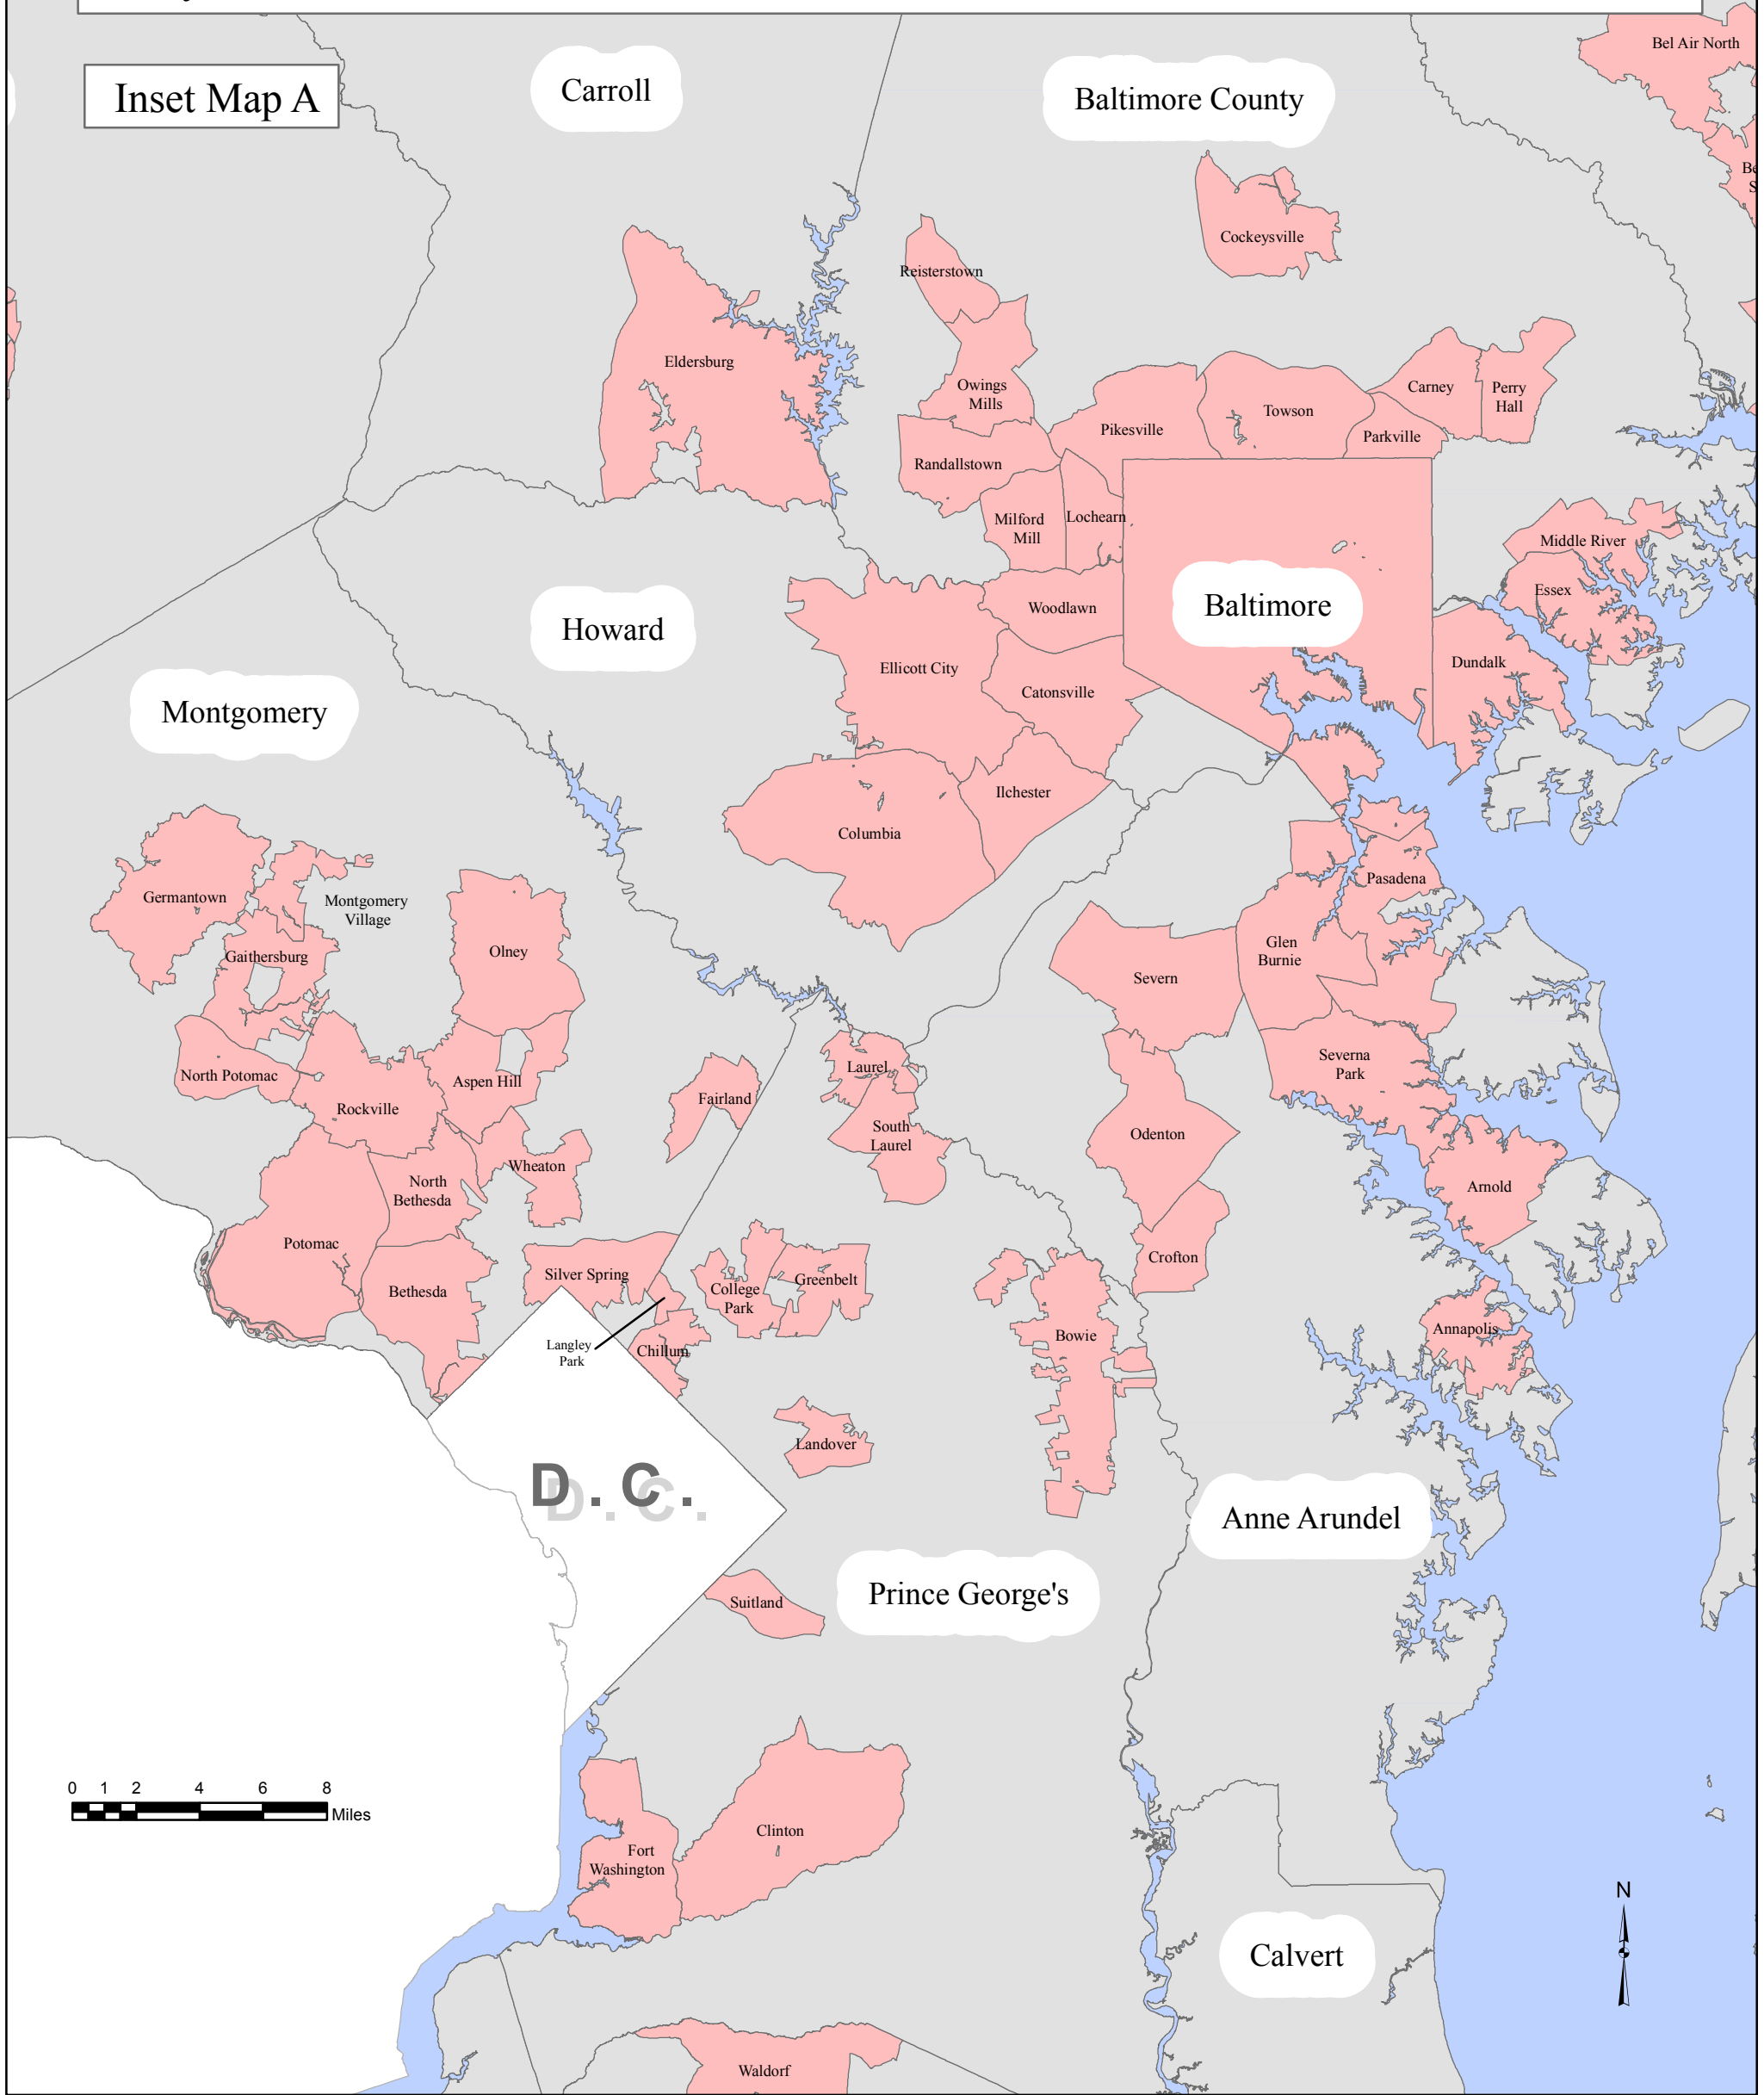 Bel Air North
Inset Map A
Carroll
Baltimore County
Cockeysville
Reisterstown
Eldersburg
Owings
Mills
Carney
Perry
Hall
Towson
Pikesville
Parkville
Randallstown
Milford
Mill
Lochearn
Middle River
Essex
Woodlawn
Baltimore
Howard
Ellicott City
Dundalk
Catonsville
Montgomery
Ilchester
Columbia
Pasadena
Germantown
Montgomery
Village
Gaithersburg
Olney
Glen
Burnie
Severn
North Potomac
Rockville
Aspen Hill
Fairland
Laurel
Severna
Park
South
Laurel
Odenton
Wheaton
North
Bethesda
Arnold
Potomac
Crofton
Silver Spring
Bethesda
College
Park
Greenbelt
Langley
Park
Chillum
Bowie
Annapolis
Landover
D.C.
Anne Arundel
Prince George's
Suitland
0 1 2 4 6 8
Miles
Clinton
Fort
Washington
N
Calvert
Waldorf